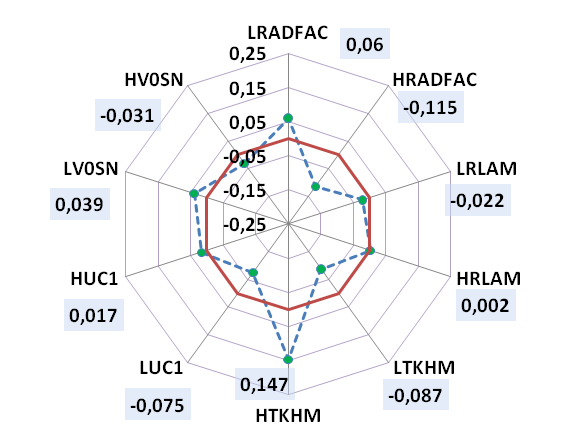 LRADFAC
0,06
0,25
HRADFAC
-0,115
0,15
0,05
-0,05
-0,15
-0,25
LRLAM
-0,022
HRLAM
0,002
LTKHM
-0,087
HTKHM
0,147
LUC1
-0,075
HUC1
0,017
LV0SN
0,039
HV0SN
-0,031